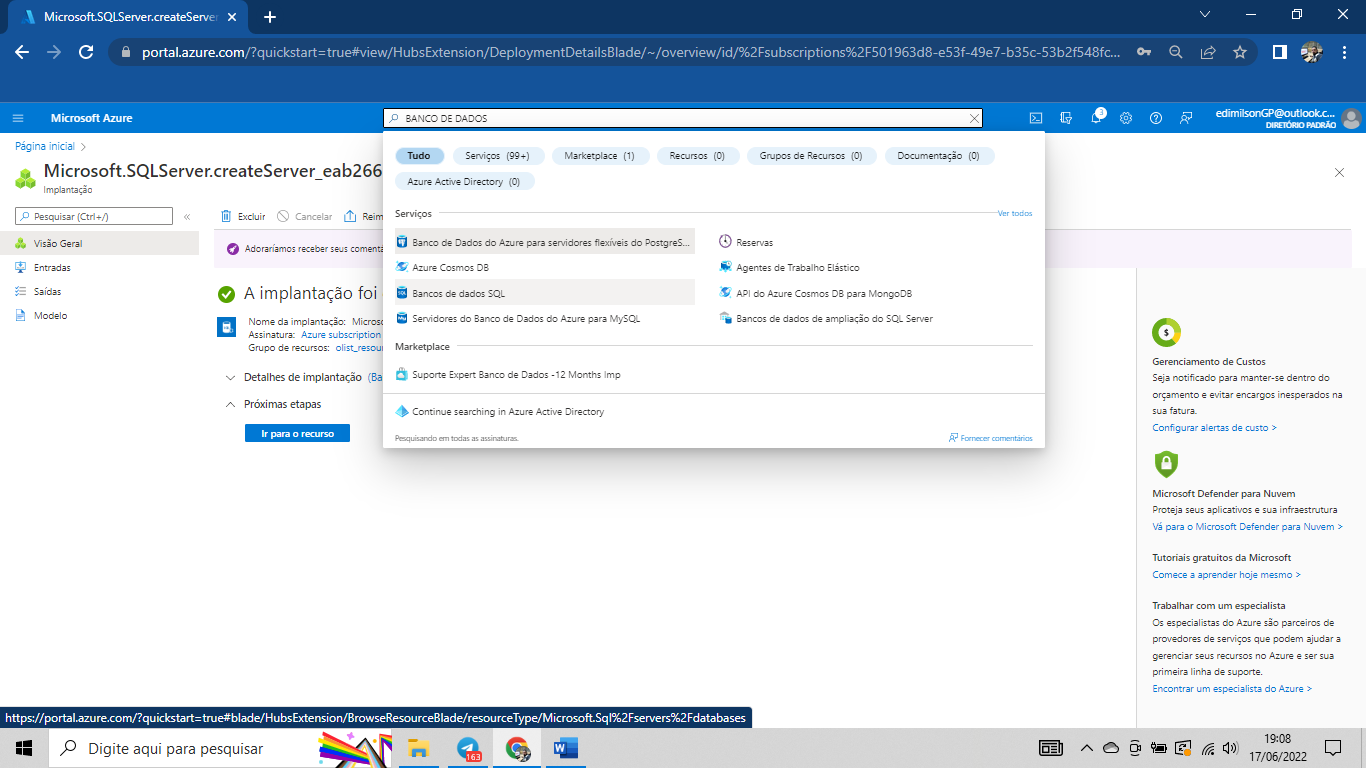 Microsoft.SQLServer.createServer
portal.azure.com/?quickstart=true#view/HubsExtension/DeploymentDetailsBlade/~/overview/id/%2Fsubscriptions%2F501963d8-e53f-49e7-b35c-53b2f548fc...
Microsoft Azure
BANCO DE DADOS
3
edimilsonGP@outlook.c...
DIRETÓRIO PADRÃO
Página inicial
Microsoft.SQLServer.createServer_eab266
Implantação
Pesquisar (Ctrl+/)
Visão Geral
Entradas
Saídas
Modelo
Excluir
Cancelar
Reim
Adoraríamos receber seus comenta
A implantação foi
Nome da implantação: Microso
Assinatura: Azure subscription
Grupo de recursos: olist_resou
Detalhes de implantação (Ba
Próximas etapas
Ir para o recurso
Tudo
Serviços (99+)
Marketplace (1)
Recursos (0)
Grupos de Recursos (0)
Documentação (0)
Azure Active Directory (0)
Serviços
Ver todos
Banco de Dados do Azure para servidores flexíveis do PostgreS...
Reservas
Azure Cosmos DB
Agentes de Trabalho Elástico
Bancos de dados SQL
API do Azure Cosmos DB para MongoDB
Servidores do Banco de Dados do Azure para MySQL
Bancos de dados de ampliação do SQL Server
Marketplace
Suporte Expert Banco de Dados -12 Months Imp
Continue searching in Azure Active Directory
Pesquisando em todas as assinaturas.
Fornecer comentários
Gerenciamento de Custos
Seja notificado para manter-se dentro do
orçamento e evitar encargos inesperados na
sua fatura.
Configurar alertas de custo >
Microsoft Defender para Nuvem
Proteja seus aplicativos e sua infraestrutura
Vá para o Microsoft Defender para Nuvem >
Tutoriais gratuitos da Microsoft
Comece a aprender hoje mesmo >
Trabalhar com um especialista
Os especialistas do Azure são parceiros de
provedores de serviços que podem ajudar a
gerenciar seus recursos no Azure e ser sua
primeira linha de suporte.
Encontrar um especialista do Azure >
https://portal.azure.com/?quickstart=true#blade/HubsExtension/BrowseResourceBlade/resourceType/Microsoft.Sql%2Fservers%2Fdatabases
Digite aqui para pesquisar
163
19:08
17/06/2022